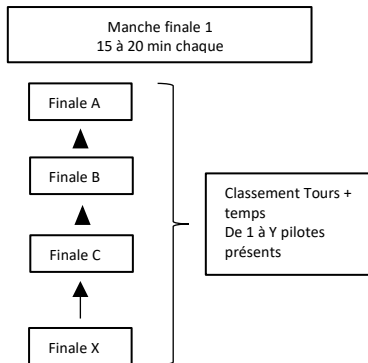 Manche finale 1
15 à 20 min chaque
Finale A
Finale B
Finale C
Finale X
Classement Tours +
temps
De 1 à Y pilotes
présents